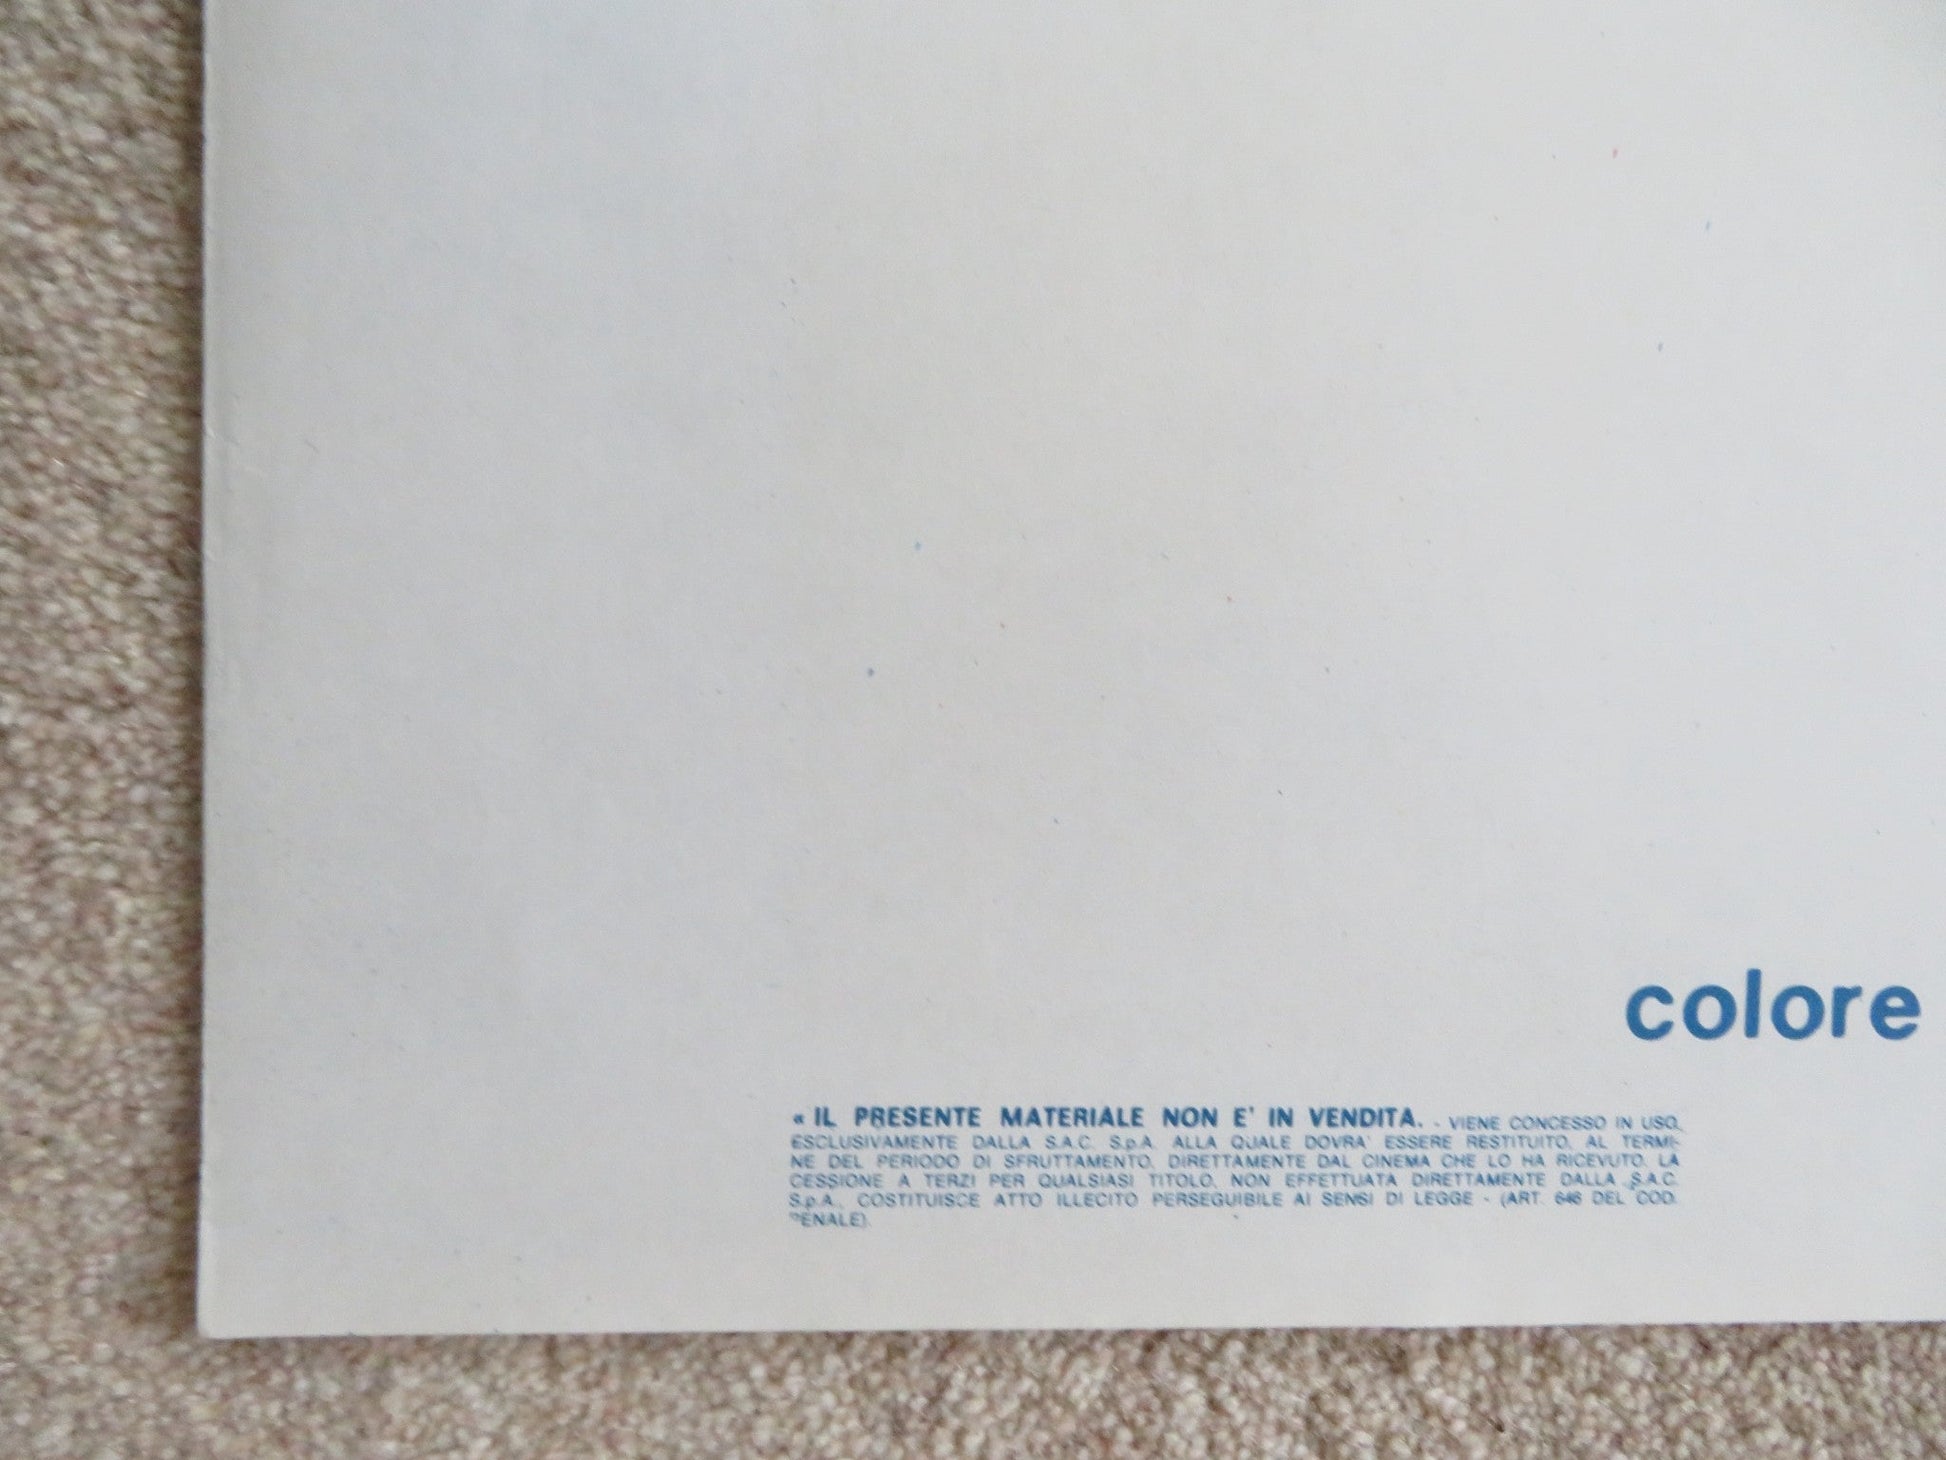 colore
« IL PRESENTE MATERIALE NON E' IN VENDITA. - VIENE CONCESSO IN USO,
ESCLUSIVAMENTE DALLA S.A.C. S.p.A. ALLA QUALE DOVRA' ESSERE RESTITUITO, AL TERMI-
NE DEL PERIODO DI SFRUTTAMENTO, DIRETTAMENTE DAL CINEMA CHE LO HA RICEVUTO. LA
CESSIONE A TERZI PER QUALSIASI TITOLO, NON EFFETTUATA DIRETTAMENTE DALLA S.A.C.
S.p.A., COSTITUISCE ATTO ILLECITO PERSEGUIBILE AI SENSI DI LEGGE - (ART. 646 DEL COD.
PENALE).